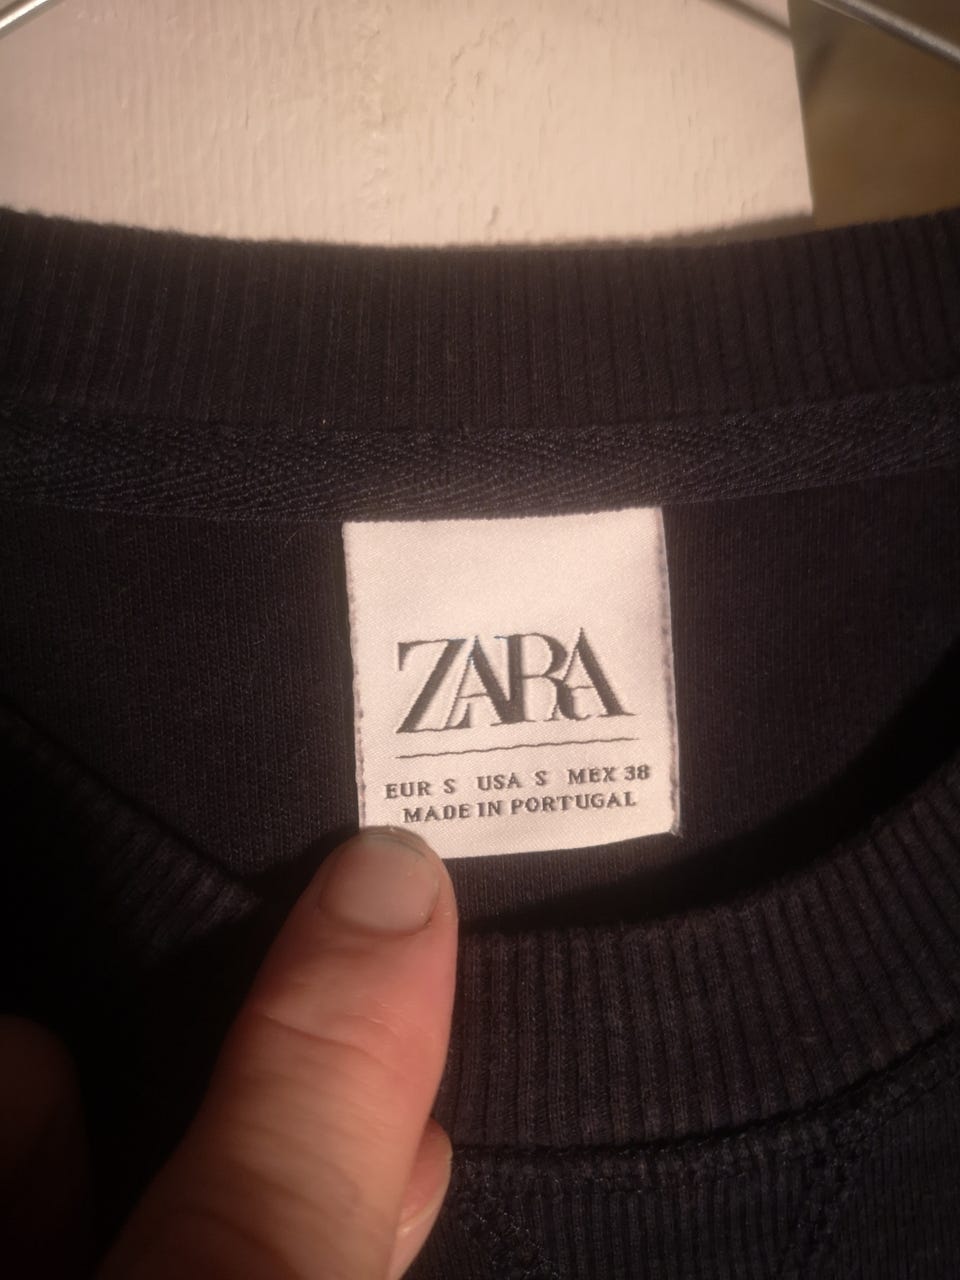 ZARA
EUR S USA S MEX 38
MADE IN PORTUGAL